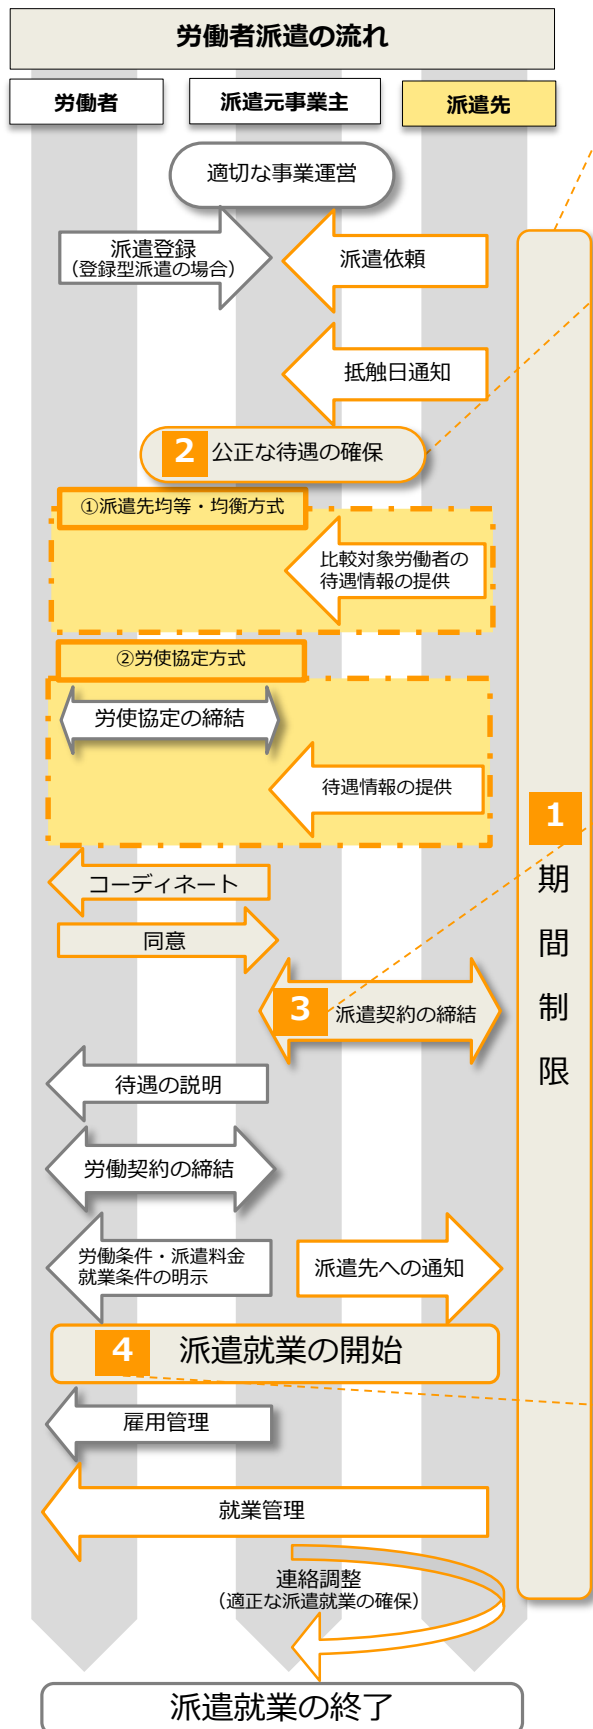 労働者派遣の流れ
労働者
派遣元事業主
派遣先
適切な事業運営
派遣登録
（登録型派遣の場合）
派遣依頼
抵触日通知
2 公正な待遇の確保
①派遣先均等・均衡方式
比較対象労働者の
待遇情報の提供
②労使協定方式
労使協定の締結
待遇情報の提供
1
期
間
制
限
コーディネート
同意
3 派遣契約の締結
待遇の説明
労働契約の締結
労働条件・派遣料金
就業条件の明示
派遣先への通知
4 派遣就業の開始
雇用管理
就業管理
連絡調整
（適正な派遣就業の確保）
派遣就業の終了